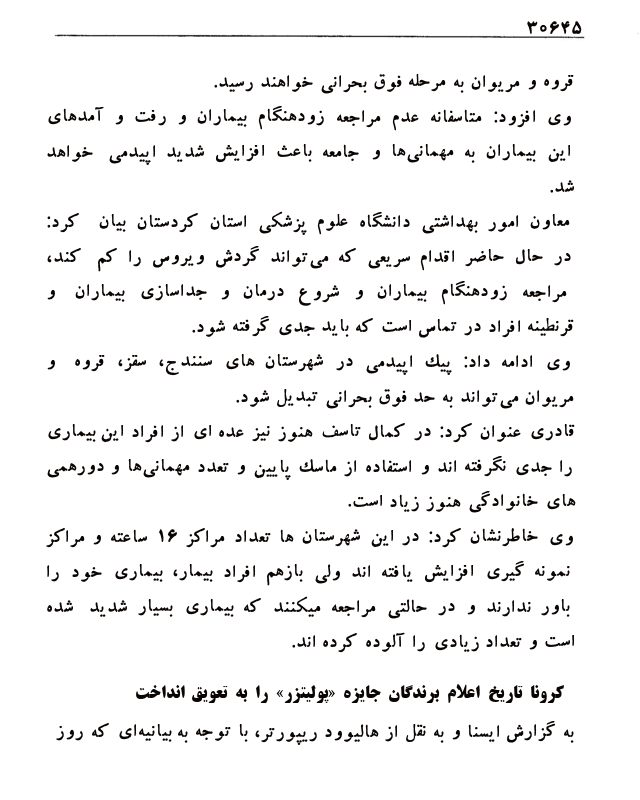 ۳۰۶۴۵
قروه و مریوان به مرحله فوق بحرانی خواهند رسید.
وی افزود: متاسفانه عدم مراجعه زودهنگام بیماران و رفت و آمدهای
این بیماران به مهمانی‌ها و جامعه باعث افزایش شدید اپیدمی خواهد
شد.
معاون امور بهداشتی دانشگاه علوم پزشکی استان کردستان بیان کرد:
در حال حاضر اقدام سریعی که می‌تواند گردش ویروس را کم کند،
مراجعه زودهنگام بیماران و شروع درمان و جداسازی بیماران و
قرنطینه افراد در تماس است که باید جدی گرفته شود.
وی ادامه داد: پیک اپیدمی در شهرستان های سنندج، سقز، قروه و
مریوان می‌تواند به حد فوق بحرانی تبدیل شود.
قادری عنوان کرد: در کمال تاسف هنوز نیز عده ای از افراد این بیماری
را جدی نگرفته اند و استفاده از ماسک پایین و تعدد مهمانی‌ها و دورهمی
های خانوادگی هنوز زیاد است.
وی خاطرنشان کرد: در این شهرستان ها تعداد مراکز ۱۶ ساعته و مراکز
نمونه گیری افزایش یافته اند ولی بازهم افراد بیمار، بیماری خود را
باور ندارند و در حالتی مراجعه میکنند که بیماری بسیار شدید شده
است و تعداد زیادی را آلوده کرده اند.
کرونا تاریخ اعلام برندگان جایزه «پولیتزر» را به تعویق انداخت
به گزارش ایسنا و به نقل از هالیوود ریپورتر، با توجه به بیانیه‌ای که روز